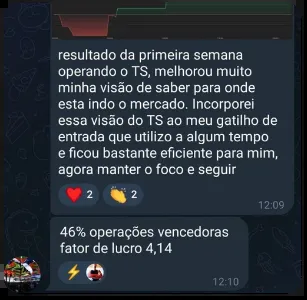 resultado da primeira semana
operando o TS, melhorou muito
minha visão de saber para onde
esta indo o mercado. Incorporei
essa visão do TS ao meu gatilho de
entrada que utilizo a algum tempo
e ficou bastante eficiente para mim,
agora manter o foco e seguir
2 2
12:09
46% operações vencedoras
fator de lucro 4,14
12:10